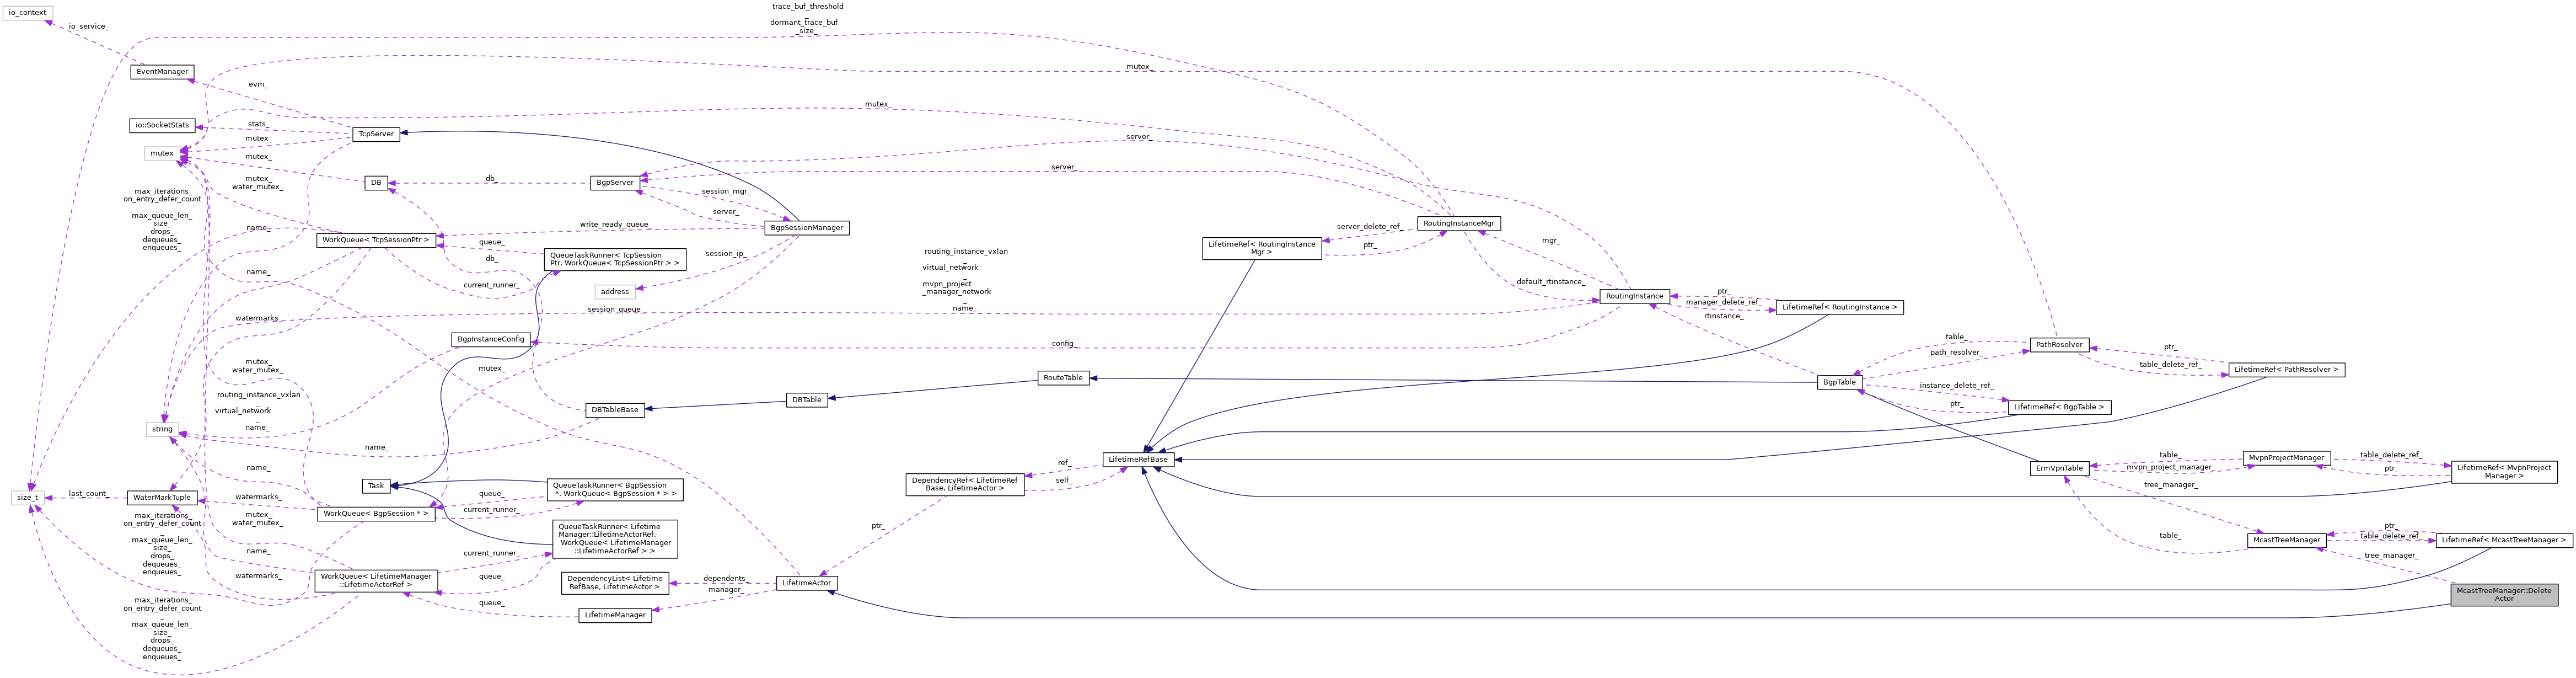 trace_buf_threshold
_
dormant_trace_buf
_size_
io_context
io_service_
mutex_
EventManager
evm_
mutex_
io::SocketStats
stats_
TcpServer
mutex_
server_
mutex
mutex_
server_
DB
db_
BgpServer
mutex_
water_mutex_
session_mgr_
max_iterations_
on_entry_defer_count
_
max_queue_len_
size_
drops_
dequeues_
enqueues_
server_
name_
write_ready_queue_
BgpSessionManager
RoutingInstanceMgr
server_delete_ref_
WorkQueue< TcpSessionPtr >
queue_
mgr_
LifetimeRef< RoutingInstance
Mgr >
ptr_
QueueTaskRunner< TcpSession
Ptr, WorkQueue< TcpSessionPtr > >
db_
session_ip_
routing_instance_vxlan
_
virtual_network
_
mvpn_project
_manager_network
_
name_
name_
current_runner_
default_rtinstance_
address
RoutingInstance
ptr_
manager_delete_ref_
LifetimeRef< RoutingInstance >
session_queue_
rtinstance_
watermarks_
BgpInstanceConfig
config_
table_
PathResolver
ptr_
path_resolver_
mutex_
water_mutex_
mutex_
table_delete_ref_
LifetimeRef< PathResolver >
RouteTable
BgpTable
instance_delete_ref_
routing_instance_vxlan
_
virtual_network
_
name_
DBTable
ptr_
LifetimeRef< BgpTable >
DBTableBase
string
name_
LifetimeRefBase
ref_
table_
MvpnProjectManager
table_delete_ref_
ErmVpnTable
mvpn_project_manager_
ptr_
LifetimeRef< MvpnProject
Manager >
name_
DependencyRef< LifetimeRef
Base, LifetimeActor >
self_
tree_manager_
Task
QueueTaskRunner< BgpSession
*, WorkQueue< BgpSession * > >
queue_
size_t
last_count_
WaterMarkTuple
watermarks_
current_runner_
WorkQueue< BgpSession * >
max_iterations_
on_entry_defer_count
_
max_queue_len_
size_
drops_
dequeues_
enqueues_
mutex_
water_mutex_
ptr_
ptr_
QueueTaskRunner< Lifetime
Manager::LifetimeActorRef,
WorkQueue< LifetimeManager
::LifetimeActorRef > >
table_
McastTreeManager
table_delete_ref_
LifetimeRef< McastTreeManager >
name_
current_runner_
tree_manager_
watermarks_
WorkQueue< LifetimeManager
::LifetimeActorRef >
queue_
DependencyList< Lifetime
RefBase, LifetimeActor >
dependents_
LifetimeActor
manager_
McastTreeManager::Delete
Actor
max_iterations_
on_entry_defer_count
_
max_queue_len_
size_
drops_
dequeues_
enqueues_
queue_
LifetimeManager